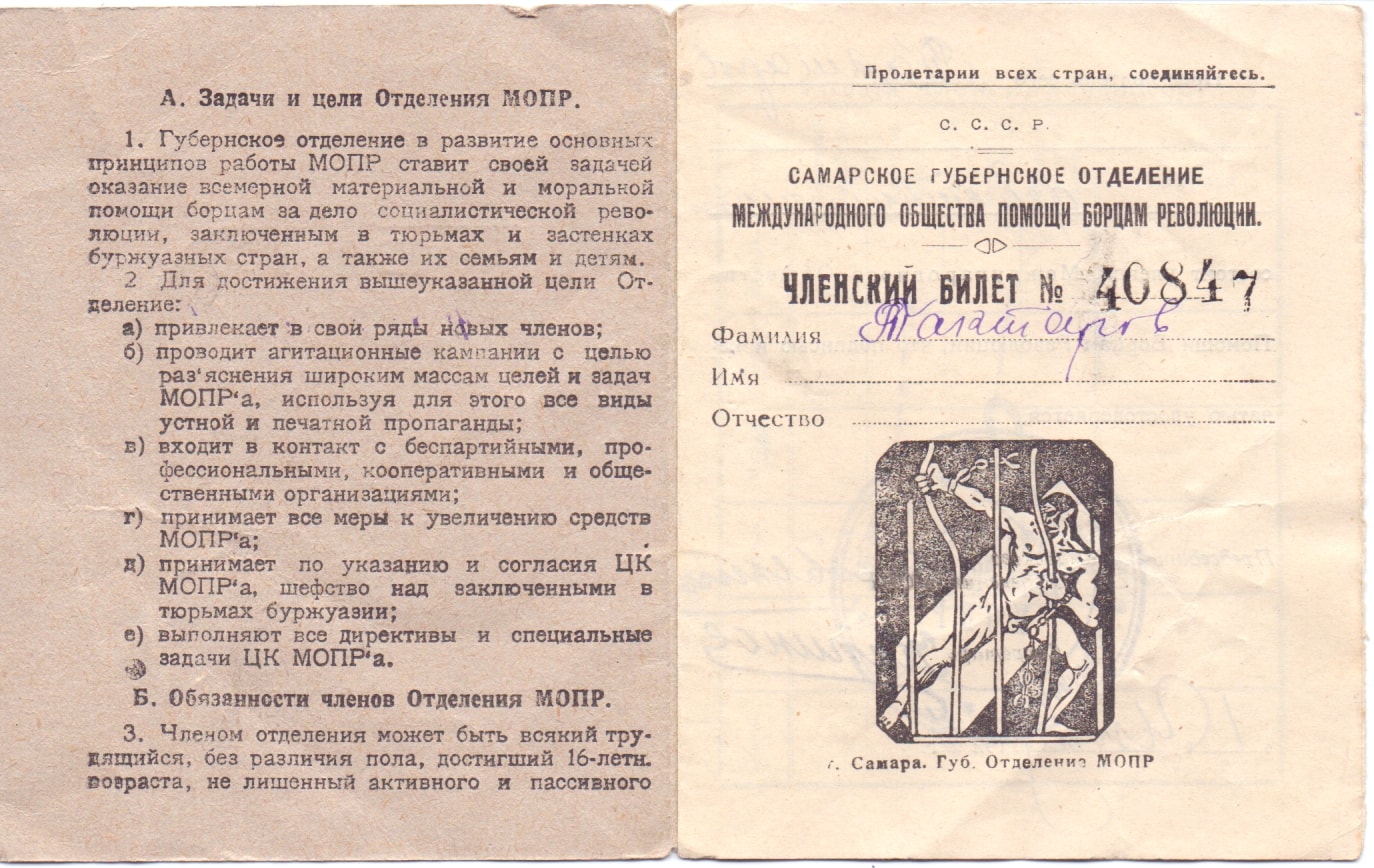 А. Задачи и цели Отделения МОПР.
1. Губернское отделение в развитие основных
принципов работы МОПР ставит своей задачей
оказание всемерной материальной и моральной
помощи борцам за дело социалистической рево-
люции, заключенным в тюрьмах и застенках
буржуазных стран, а также их семьям и детям.
2 Для достижения вышеуказанной цели От-
деление:
а) привлекает в свой ряды новых членов;
б) проводит агитационные кампании с целью
раз‘яснения широким массам целей и задач
МОПР‘а, используя для этого все виды
устной и печатной пропаганды;
в) входит в контакт с беспартийными, про-
фессиональными, кооперативными и обще-
ственными организациями;
г) принимает все меры к увеличению средств
МОПР‘а;
д) принимает по указанию и согласия ЦК
МОПР‘а, шефство над заключенными в
тюрьмах буржуазии;
е) выполняют все директивы и специальные
задачи ЦК МОПР‘а.
Б. Обязанности членов Отделения МОПР.
3. Членом отделения может быть всякий тру-
дящийся, без различия пола, достигший 16-летн.
возраста, не лишенный активного и пассивного
Пролетарии всех стран, соединяйтесь.
С. С. С. Р.
САМАРСКОЕ ГУБЕРНСКОЕ ОТДЕЛЕНИЕ
МЕЖДУНАРОДНОГО ОБЩЕСТВА ПОМОЩИ БОРЦАМ РЕВОЛЮЦИИ.
ЧЛЕНСКИЙ БИЛЕТ № 40847
Фамилия Тактаров
Имя
Отчество
г. Самара. Губ. Отделение МОПР